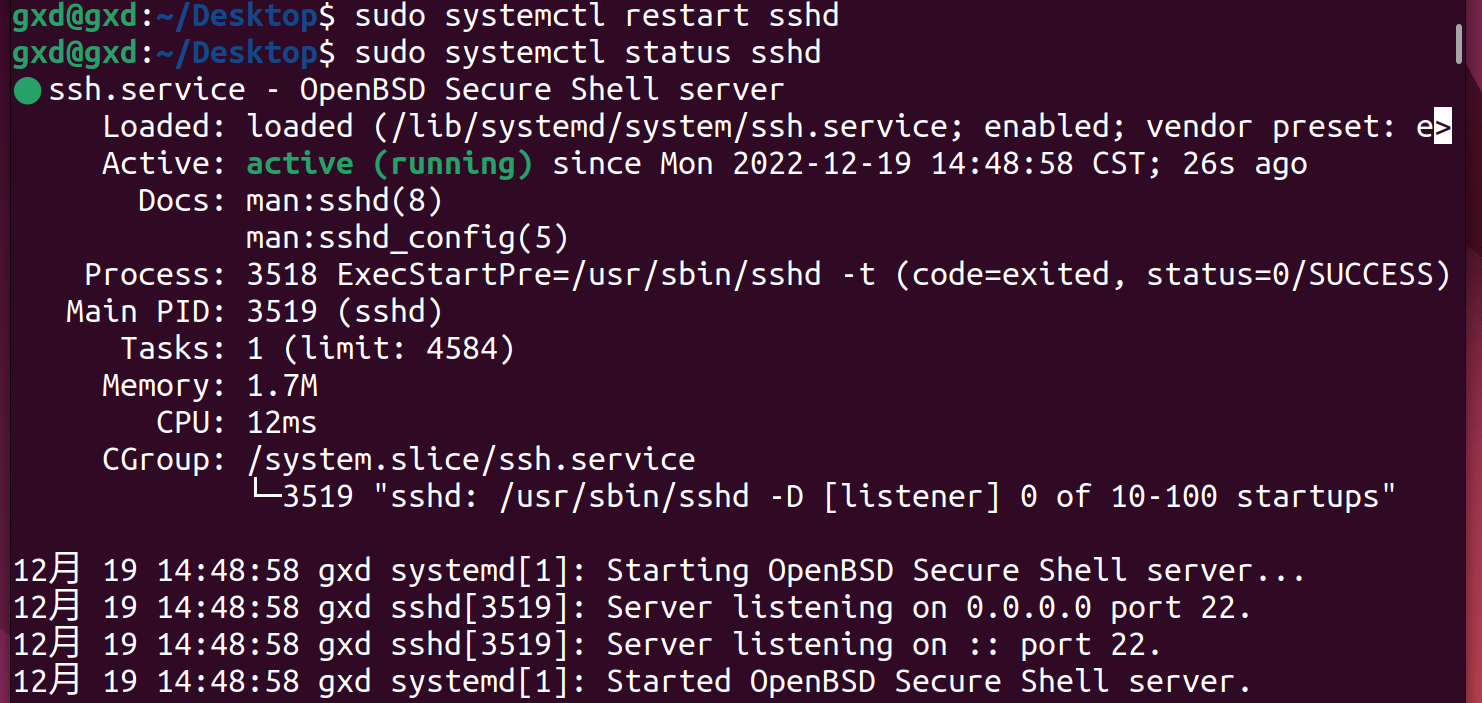 gxd@gxd:~/Desktop$ sudo systemctl restart sshd
gxd@gxd:~/Desktop$ sudo systemctl status sshd
● ssh.service - OpenBSD Secure Shell server
     Loaded: loaded (/lib/systemd/system/ssh.service; enabled; vendor preset: e>
     Active: active (running) since Mon 2022-12-19 14:48:58 CST; 26s ago
       Docs: man:sshd(8)
             man:sshd_config(5)
    Process: 3518 ExecStartPre=/usr/sbin/sshd -t (code=exited, status=0/SUCCESS)
   Main PID: 3519 (sshd)
      Tasks: 1 (limit: 4584)
     Memory: 1.7M
        CPU: 12ms
     CGroup: /system.slice/ssh.service
             └─3519 "sshd: /usr/sbin/sshd -D [listener] 0 of 10-100 startups"
12月 19 14:48:58 gxd systemd[1]: Starting OpenBSD Secure Shell server...
12月 19 14:48:58 gxd sshd[3519]: Server listening on 0.0.0.0 port 22.
12月 19 14:48:58 gxd sshd[3519]: Server listening on :: port 22.
12月 19 14:48:58 gxd systemd[1]: Started OpenBSD Secure Shell server.